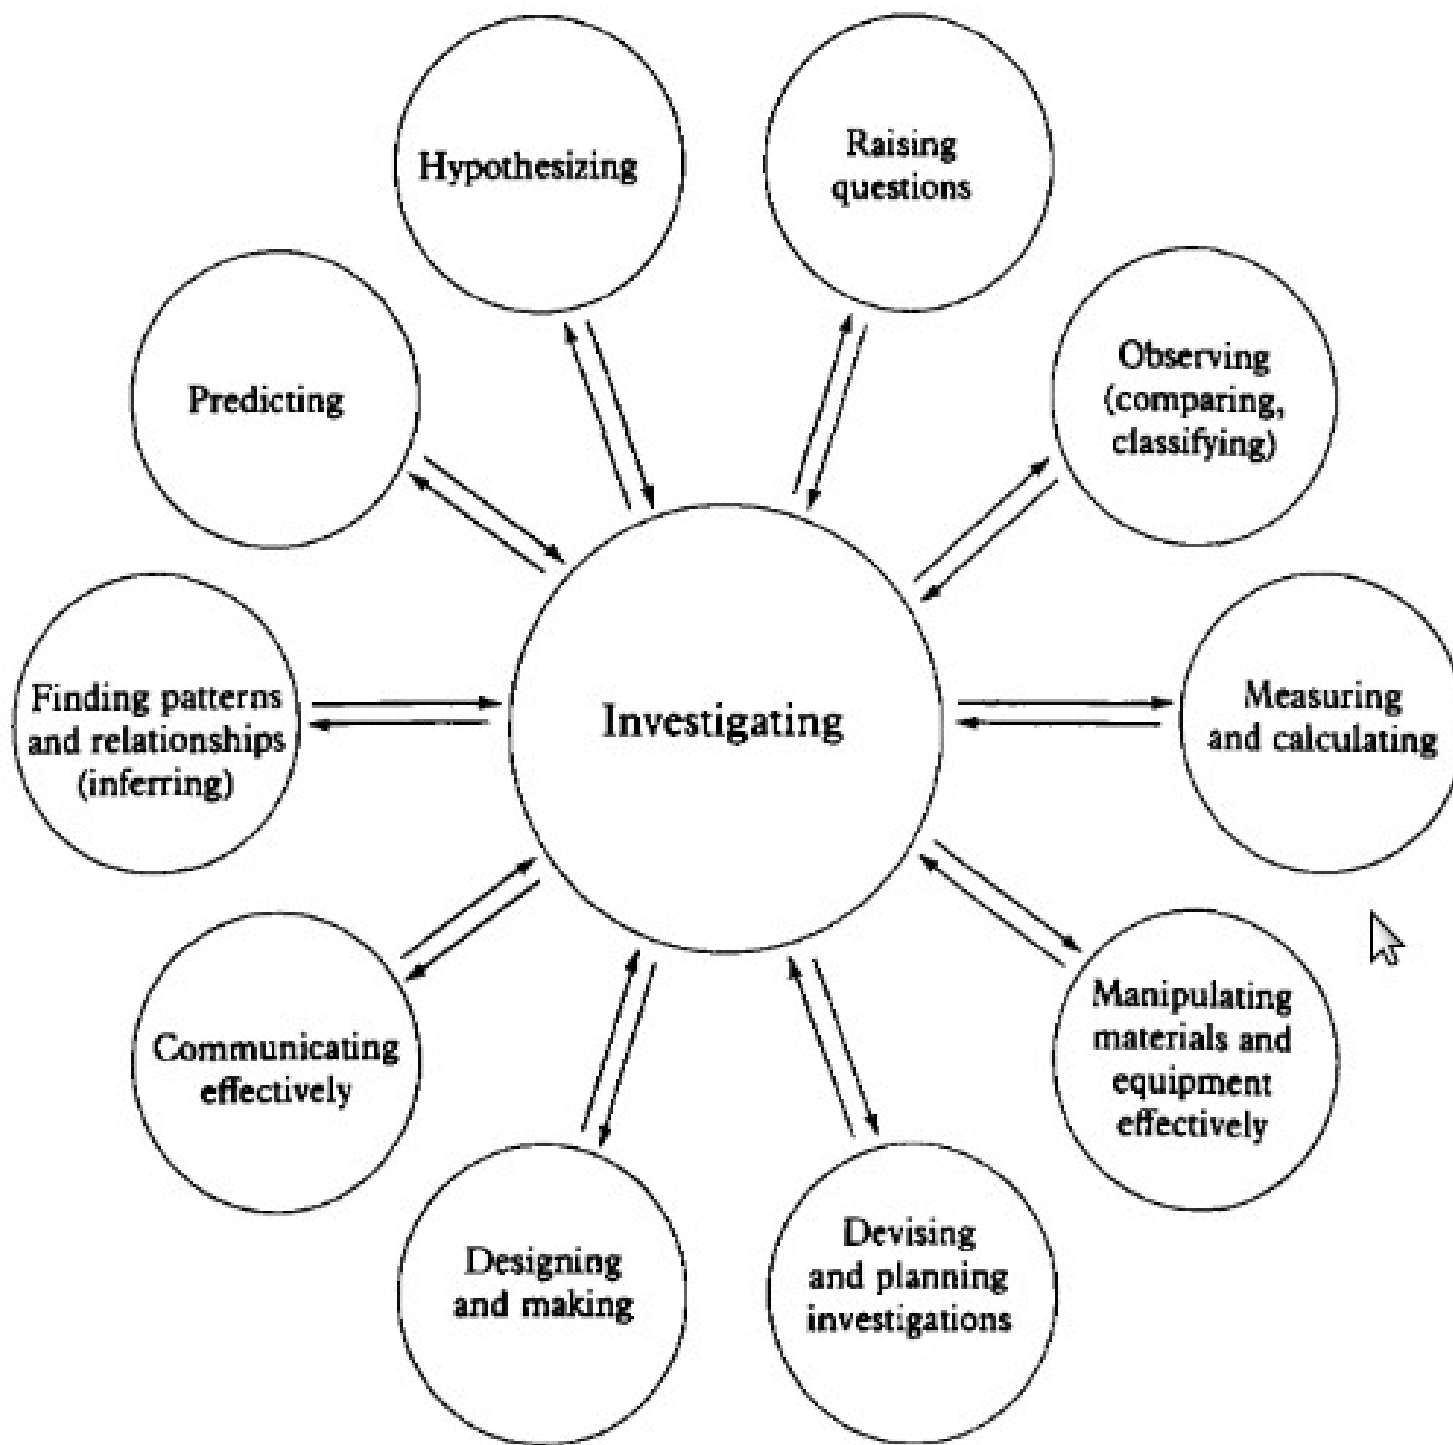 Hypothesizing
Raising
questions
Observing
(comparing,
classifying)
Predicting
Finding patterns
and relationships
(inferring)
Investigating
Measuring
and calculating
Communicating
effectively
Manipulating
materials and
equipment
effectively
Designing
and making
Devising
and planning
investigations